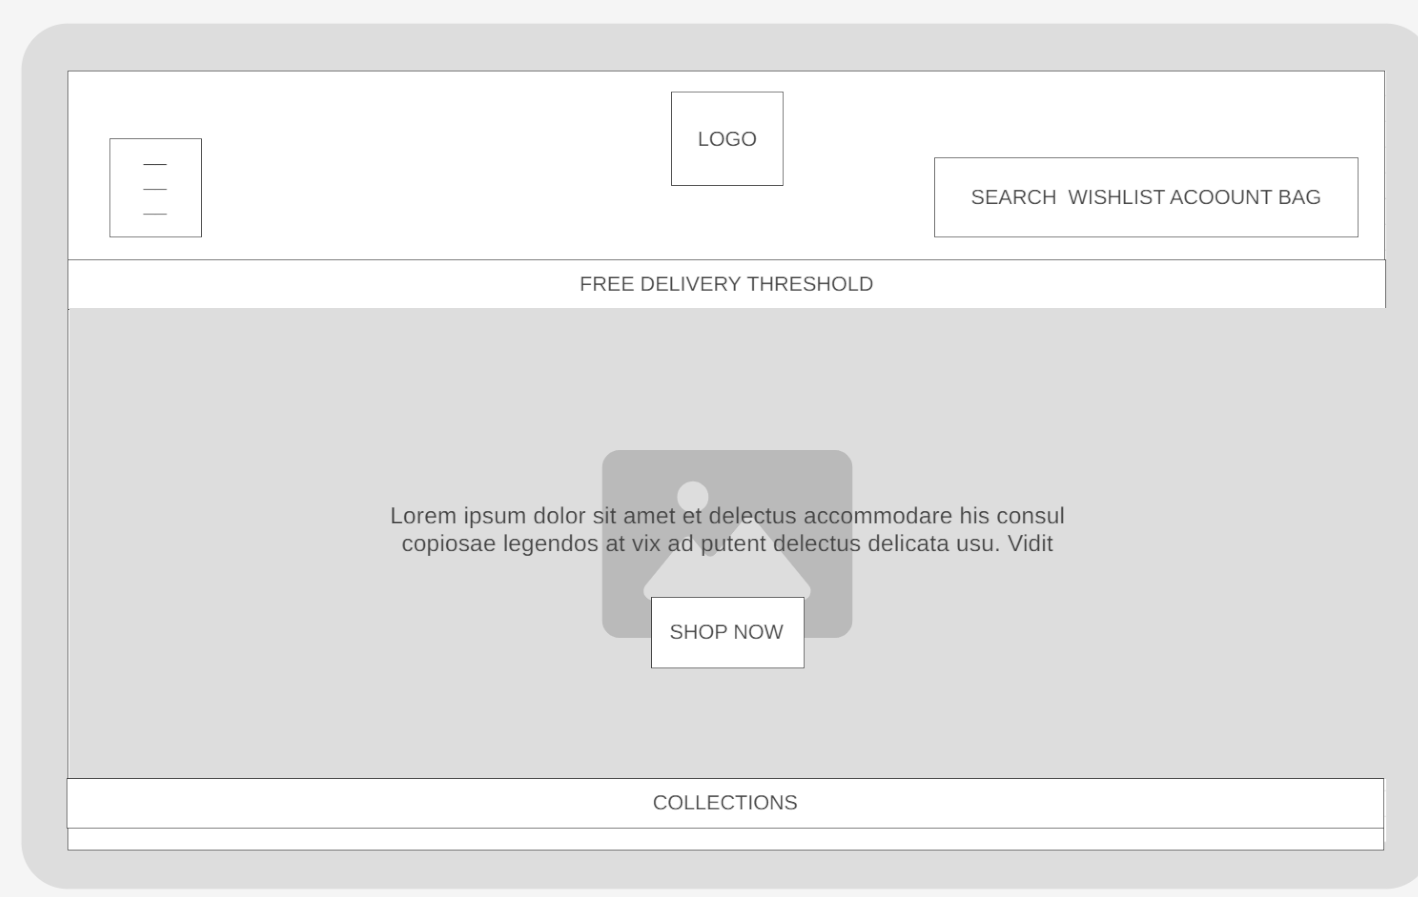 LOGO
SEARCH  WISHLIST ACOOUNT BAG
FREE DELIVERY THRESHOLD
Lorem ipsum dolor sit amet et delectus accommodare his consul
copiosae legendos at vix ad putent delectus delicata usu. Vidit
SHOP NOW
COLLECTIONS